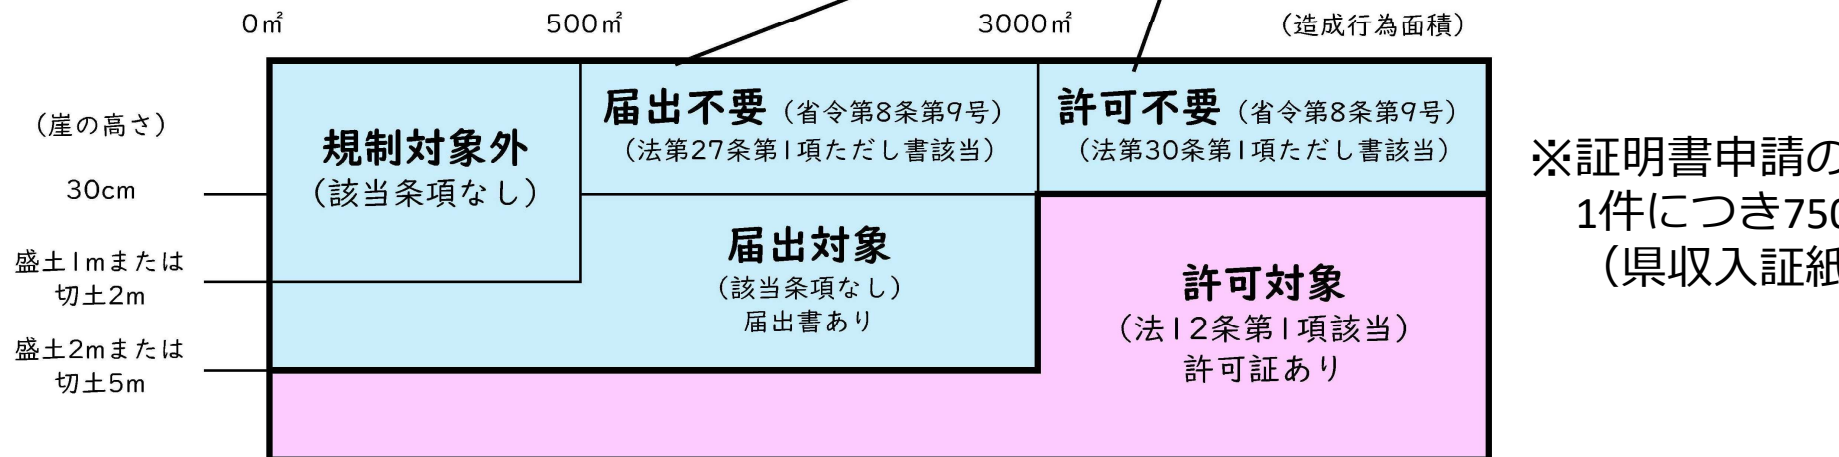 0㎡
500㎡
3000㎡
（造成行為面積）
（崖の高さ）
30cm
盛土1mまたは
切土2m
盛土2mまたは
切土5m
規制対象外
（該当条項なし）
届出不要（省令第8条第9号）
（法第27条第1項ただし書該当）
許可不要（省令第8条第9号）
（法第30条第1項ただし書該当）
届出対象
（該当条項なし）
届出書あり
許可対象
（法12条第1項該当）
許可証あり
※証明書申請の
1件につき750
（県収入証紙